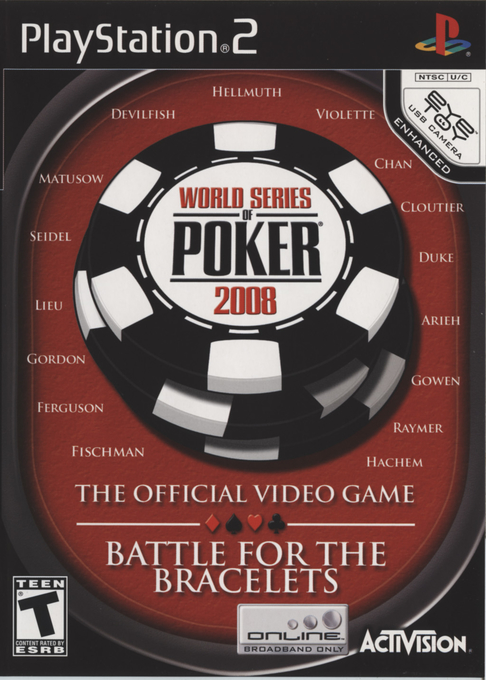 PlayStation®2
NTSC U/C
EYE TOY
USB CAMERA
ENHANCED
HELLMUTH
DEVILFISH
VIOLETTE
MATUSOW
CHAN
CLOUTIER
SEIDEL
DUKE
LIEU
ARIEH
GORDON
GOWEN
FERGUSON
RAYMER
FISCHMAN
HACHEM
WORLD SERIES
OF
POKER®
2008
THE OFFICIAL VIDEO GAME
BATTLE FOR THE
BRACELETS
TEEN
T
CONTENT RATED BY
ESRB
ONLINE
BROADBAND ONLY
ACTIVISION®